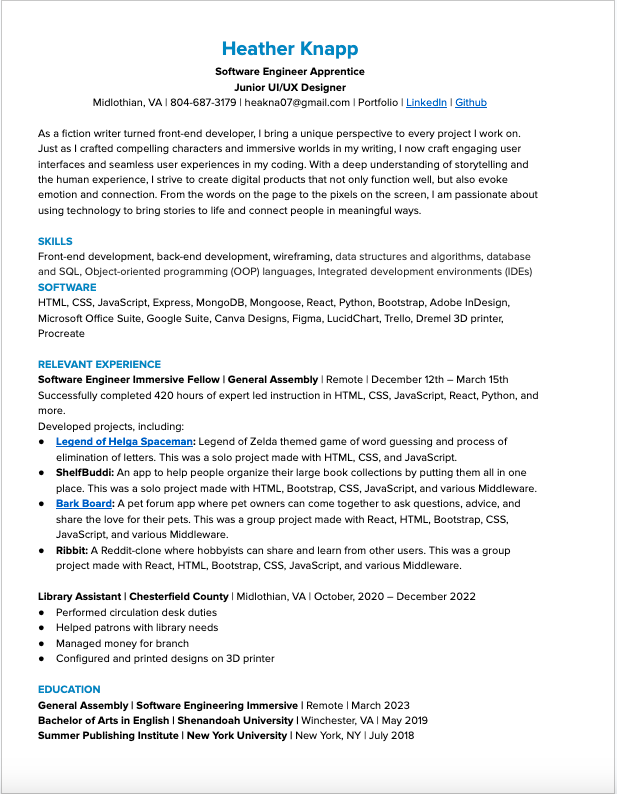 Heather Knapp
Software Engineer Apprentice
Junior UI/UX Designer
Midlothian, VA | 804-687-3179 | heakna07@gmail.com | Portfolio | LinkedIn | Github
As a fiction writer turned front-end developer, I bring a unique perspective to every project I work on.
Just as I crafted compelling characters and immersive worlds in my writing, I now craft engaging user
interfaces and seamless user experiences in my coding. With a deep understanding of storytelling and
the human experience, I strive to create digital products that not only function well, but also evoke
emotion and connection. From the words on the page to the pixels on the screen, I am passionate about
using technology to bring stories to life and connect people in meaningful ways.
SKILLS
Front-end development, back-end development, wireframing, data structures and algorithms, database
and SQL, Object-oriented programming (OOP) languages, Integrated development environments (IDEs)
SOFTWARE
HTML, CSS, JavaScript, Express, MongoDB, Mongoose, React, Python, Bootstrap, Adobe InDesign,
Microsoft Office Suite, Google Suite, Canva Designs, Figma, LucidChart, Trello, Dremel 3D printer,
Procreate
RELEVANT EXPERIENCE
Software Engineer Immersive Fellow | General Assembly | Remote | December 12th – March 15th
Successfully completed 420 hours of expert led instruction in HTML, CSS, JavaScript, React, Python, and
more.
Developed projects, including:
● Legend of Helga Spaceman: Legend of Zelda themed game of word guessing and process of
elimination of letters. This was a solo project made with HTML, CSS, and JavaScript.
● ShelfBuddi: An app to help people organize their large book collections by putting them all in one
place. This was a solo project made with HTML, Bootstrap, CSS, JavaScript, and various Middleware.
● Bark Board: A pet forum app where pet owners can come together to ask questions, advice, and
share the love for their pets. This was a group project made with React, HTML, Bootstrap, CSS,
JavaScript, and various Middleware.
● Ribbit: A Reddit-clone where hobbyists can share and learn from other users. This was a group
project made with React, HTML, Bootstrap, CSS, JavaScript, and various Middleware.
Library Assistant | Chesterfield County | Midlothian, VA | October, 2020 – December 2022
● Performed circulation desk duties
● Helped patrons with library needs
● Managed money for branch
● Configured and printed designs on 3D printer
EDUCATION
General Assembly | Software Engineering Immersive | Remote | March 2023
Bachelor of Arts in English | Shenandoah University | Winchester, VA | May 2019
Summer Publishing Institute | New York University | New York, NY | July 2018